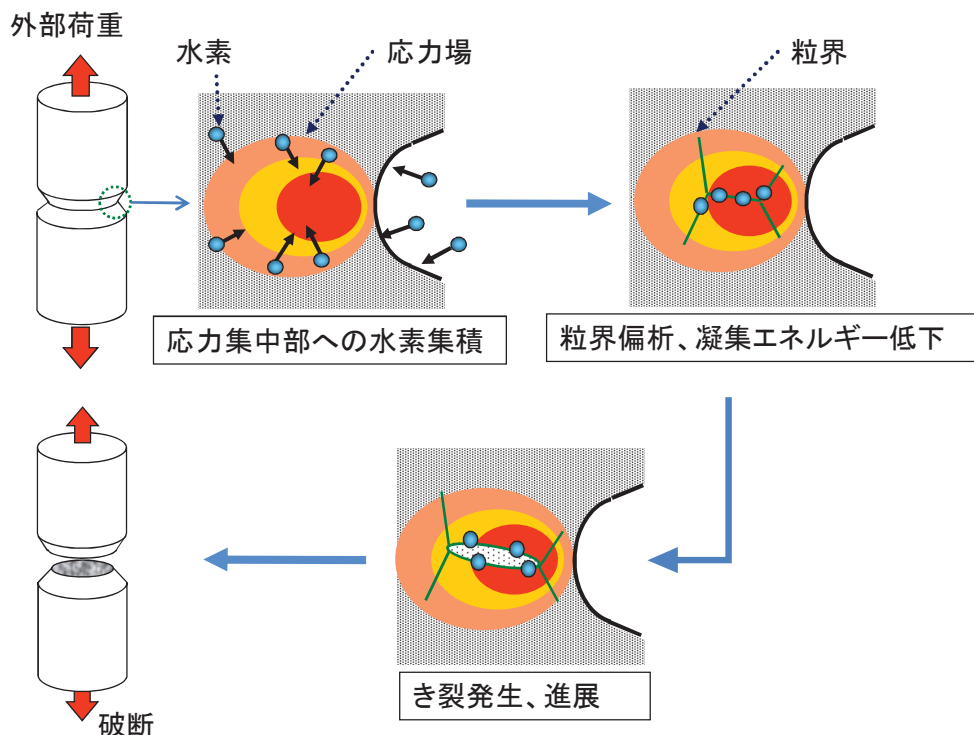 外部荷重
水素
応力場
粒界
応力集中部への水素集積
粒界偏析、凝集エネルギー低下
き裂発生、進展
破断